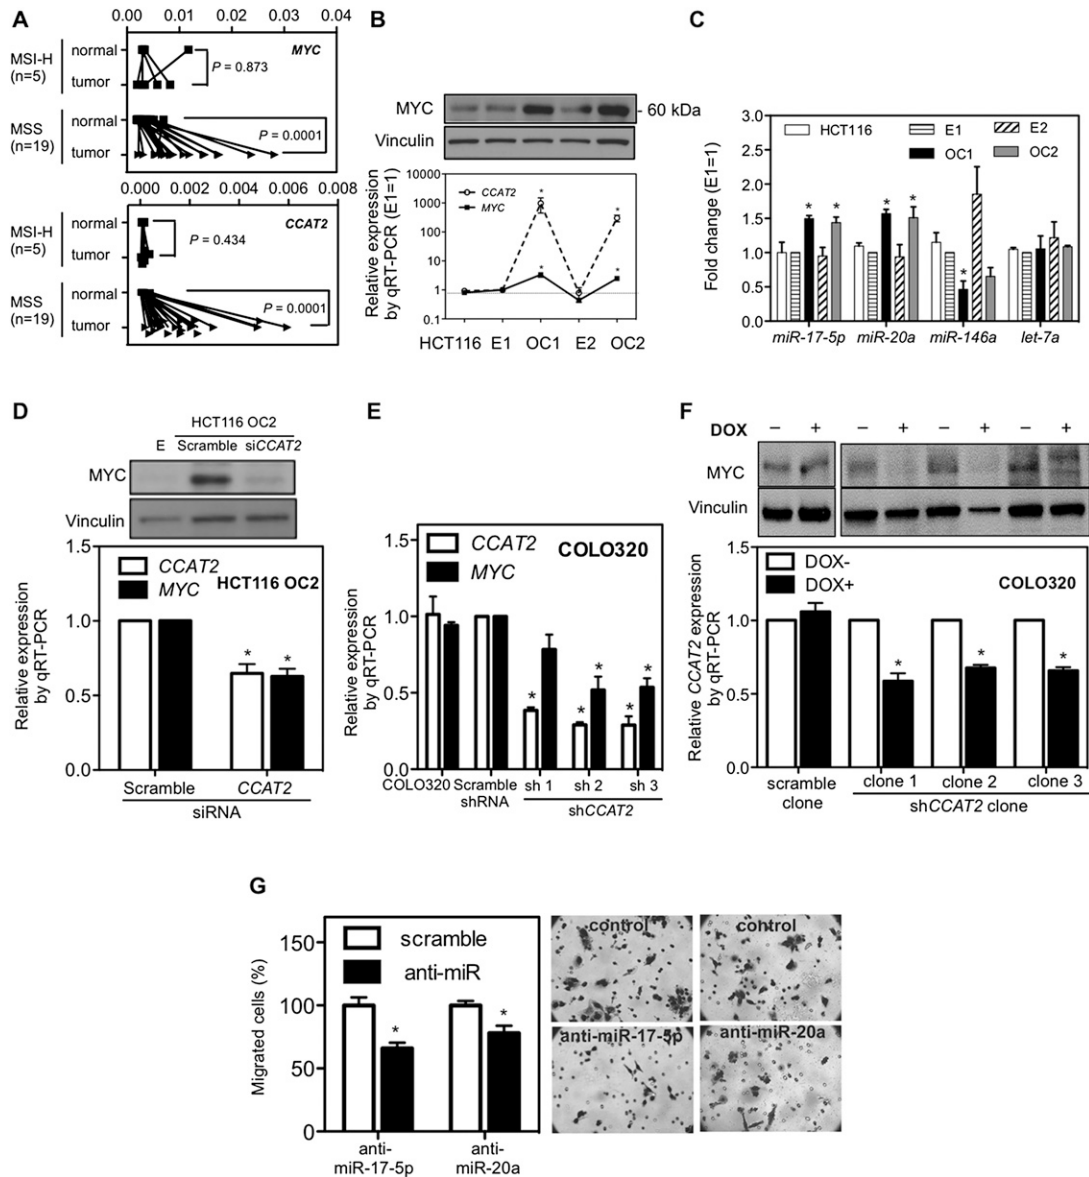 A
0.00 0.01 0.02 0.03 0.04
MSI-H
(n=5)
normal
tumor
MYC
P = 0.873
MSS
(n=19)
normal
tumor
P = 0.0001
0.000 0.002 0.004 0.006 0.008
MSI-H
(n=5)
normal
tumor
CCAT2
P = 0.434
MSS
(n=19)
normal
tumor
P = 0.0001
B
MYC
- 60 kDa
Vinculin
Relative expression
by qRT-PCR (E1=1)
10000
1000
100
10
1
0.1
CCAT2
MYC
* * * *
HCT116 E1 OC1 E2 OC2
C
Fold change (E1=1)
3.0
2.5
2.0
1.5
1.0
0.5
0.0
HCT116 E1 E2
OC1 OC2
* * * * *
miR-17-5p miR-20a miR-146a let-7a
D
HCT116 OC2
E Scramble siCCAT2
MYC
Vinculin
Relative expression
by qRT-PCR
1.5
1.0
0.5
0.0
CCAT2
MYC
HCT116 OC2
* *
Scramble CCAT2
siRNA
E
Relative expression
by qRT-PCR
1.5
1.0
0.5
0.0
CCAT2
MYC
COLO320
* * * * *
COLO320 Scramble sh 1 sh 2 sh 3
shRNA
shCCAT2
F
DOX − + − + − + − +
MYC
Vinculin
Relative CCAT2 expression
by qRT-PCR
1.5
1.0
0.5
0.0
DOX-
DOX+
COLO320
* * *
scramble
clone
clone 1 clone 2 clone 3
shCCAT2 clone
G
Migrated cells (%)
150
100
50
0
scramble
anti-miR
* *
anti-
miR-17-5p
anti-
miR-20a
control
control
anti-miR-17-5p
anti-miR-20a